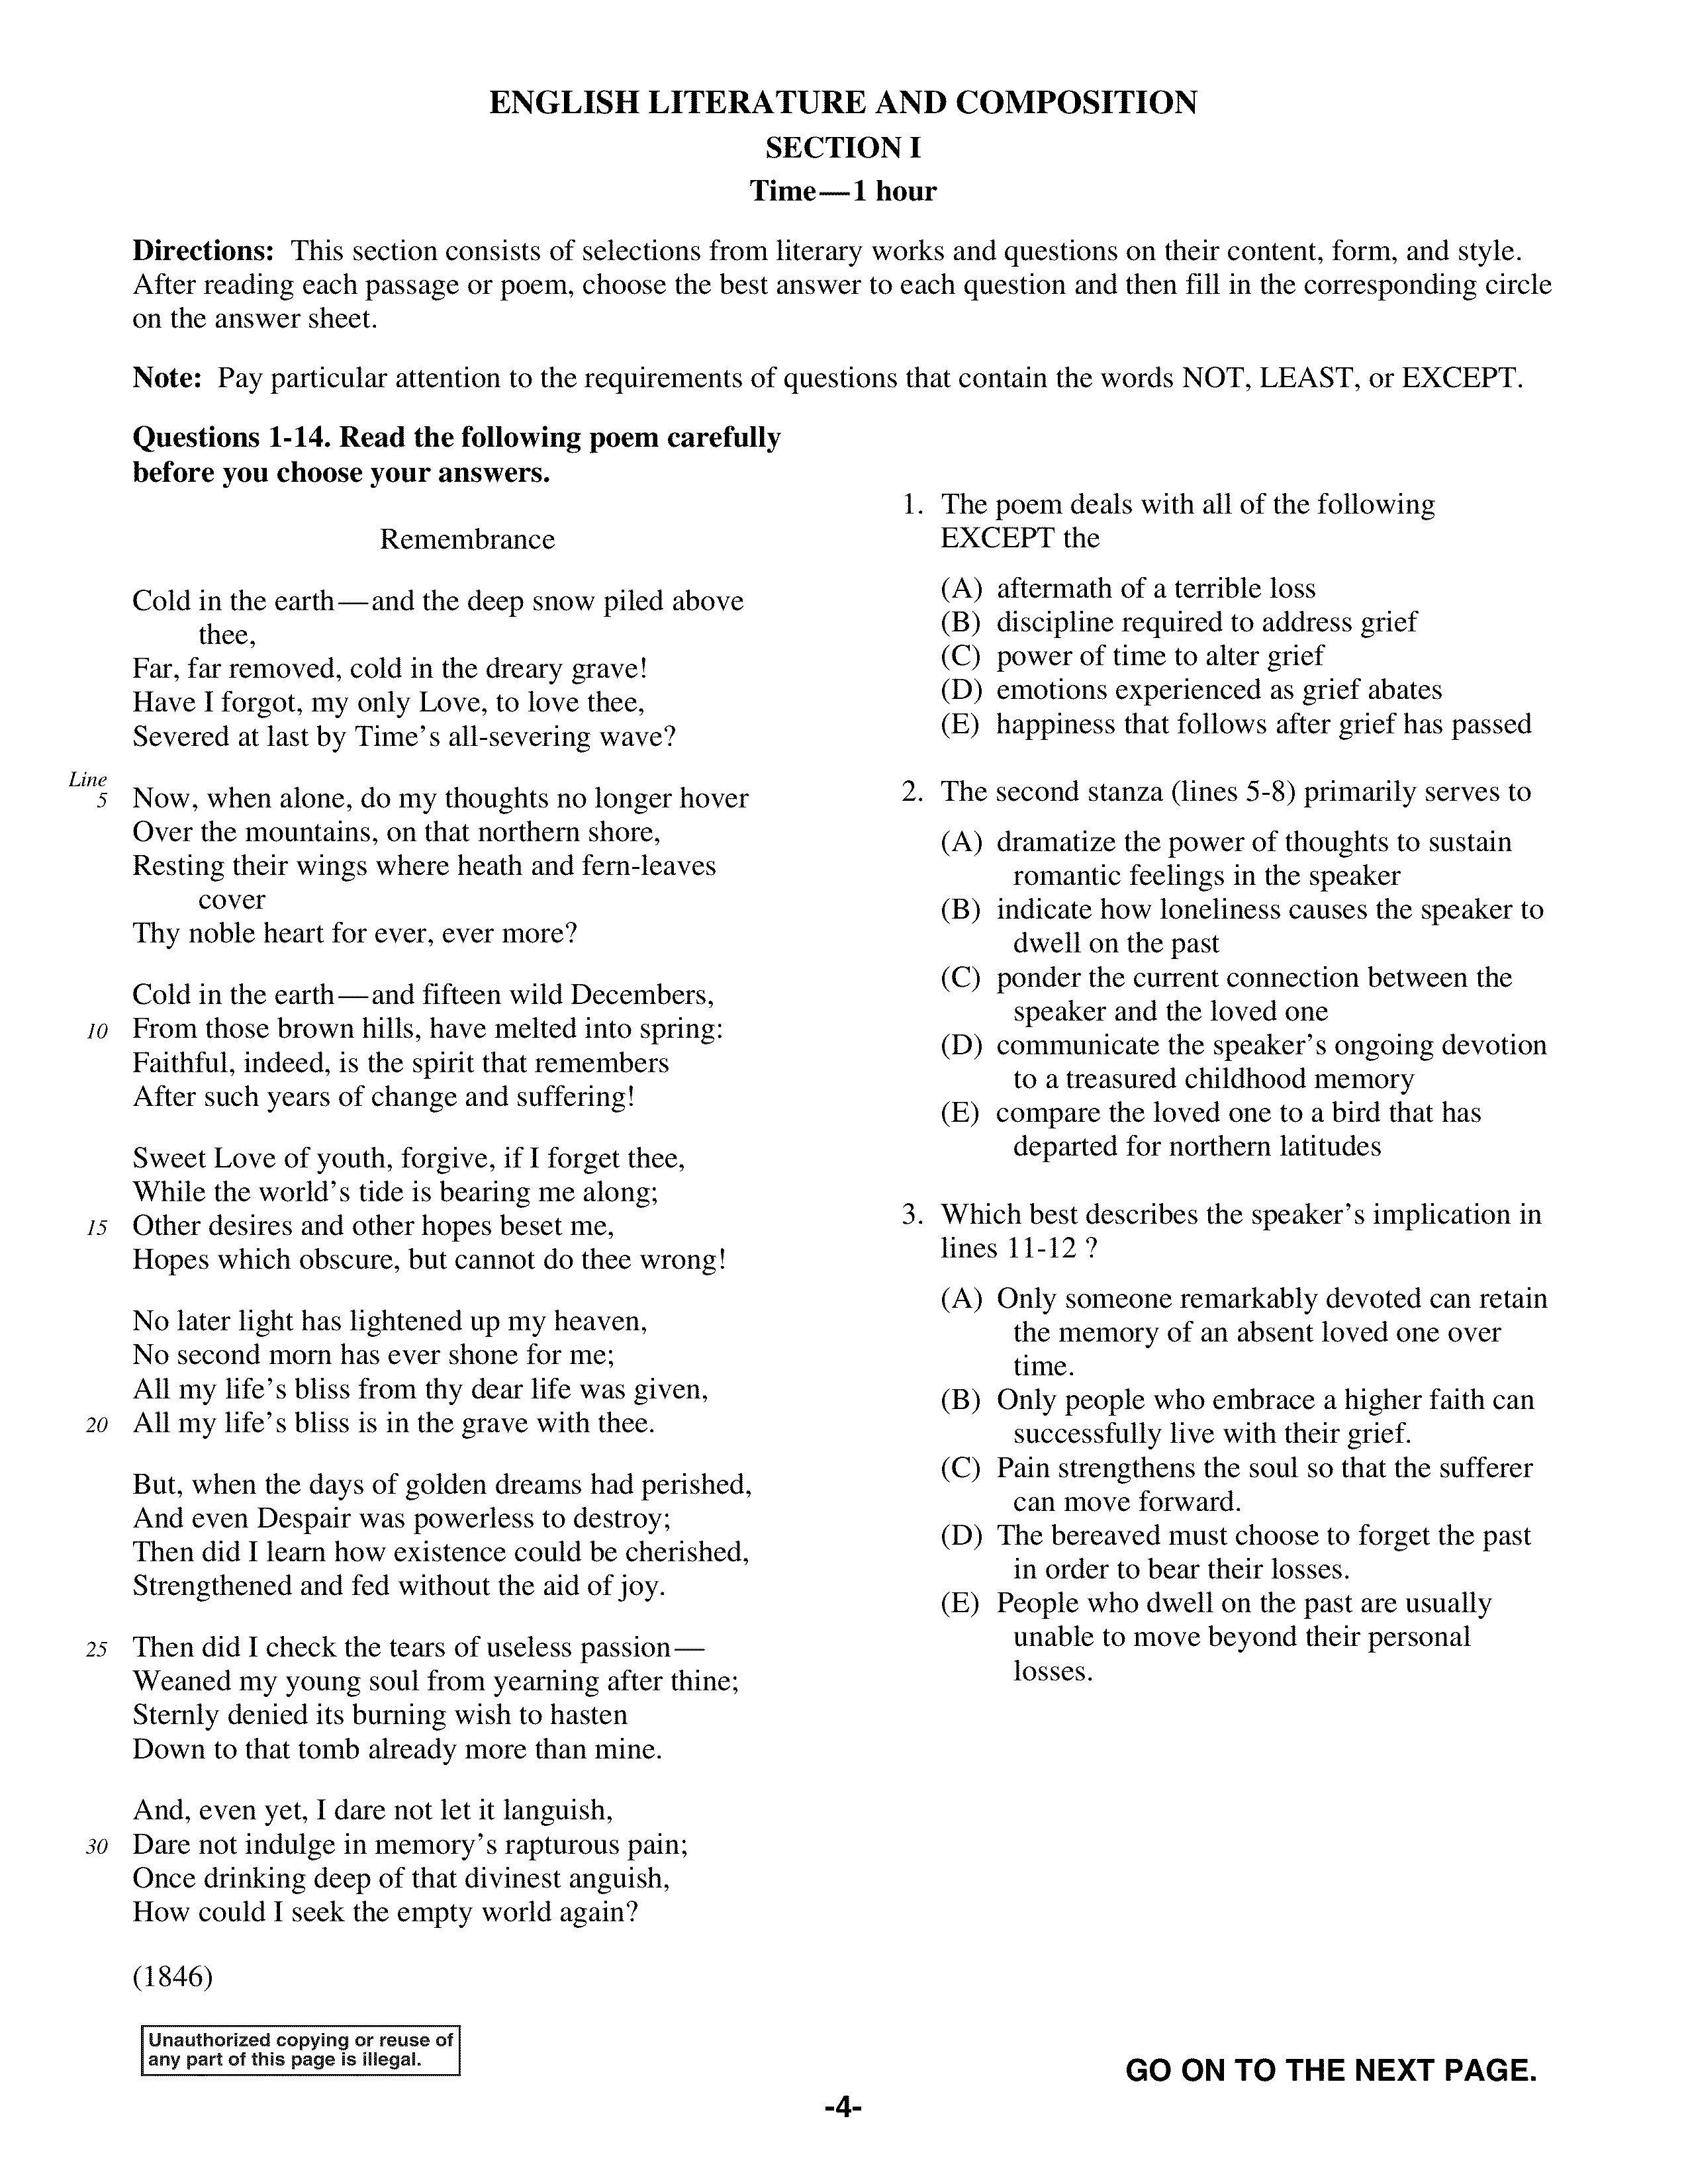 ENGLISH LITERATURE AND COMPOSITION
SECTION I
Time—1 hour
Directions: This section consists of selections from literary works and questions on their content, form, and style.
After reading each passage or poem, choose the best answer to each question and then fill in the corresponding circle
on the answer sheet.
Note: Pay particular attention to the requirements of questions that contain the words NOT, LEAST, or EXCEPT.
Questions 1-14. Read the following poem carefully
before you choose your answers.
Remembrance
Cold in the earth—and the deep snow piled above
thee,
Far, far removed, cold in the dreary grave!
Have I forgot, my only Love, to love thee,
Severed at last by Time's all-severing wave?
Line
5 Now, when alone, do my thoughts no longer hover
Over the mountains, on that northern shore,
Resting their wings where heath and fern-leaves
cover
Thy noble heart for ever, ever more?
Cold in the earth—and fifteen wild Decembers,
10 From those brown hills, have melted into spring:
Faithful, indeed, is the spirit that remembers
After such years of change and suffering!
Sweet Love of youth, forgive, if I forget thee,
While the world's tide is bearing me along;
15 Other desires and other hopes beset me,
Hopes which obscure, but cannot do thee wrong!
No later light has lightened up my heaven,
No second morn has ever shone for me;
All my life's bliss from thy dear life was given,
20 All my life's bliss is in the grave with thee.
But, when the days of golden dreams had perished,
And even Despair was powerless to destroy;
Then did I learn how existence could be cherished,
Strengthened and fed without the aid of joy.
25 Then did I check the tears of useless passion—
Weaned my young soul from yearning after thine;
Sternly denied its burning wish to hasten
Down to that tomb already more than mine.
And, even yet, I dare not let it languish,
30 Dare not indulge in memory's rapturous pain;
Once drinking deep of that divinest anguish,
How could I seek the empty world again?
(1846)
1. The poem deals with all of the following
EXCEPT the
(A) aftermath of a terrible loss
(B) discipline required to address grief
(C) power of time to alter grief
(D) emotions experienced as grief abates
(E) happiness that follows after grief has passed
2. The second stanza (lines 5-8) primarily serves to
(A) dramatize the power of thoughts to sustain
romantic feelings in the speaker
(B) indicate how loneliness causes the speaker to
dwell on the past
(C) ponder the current connection between the
speaker and the loved one
(D) communicate the speaker's ongoing devotion
to a treasured childhood memory
(E) compare the loved one to a bird that has
departed for northern latitudes
3. Which best describes the speaker's implication in
lines 11-12 ?
(A) Only someone remarkably devoted can retain
the memory of an absent loved one over
time.
(B) Only people who embrace a higher faith can
successfully live with their grief.
(C) Pain strengthens the soul so that the sufferer
can move forward.
(D) The bereaved must choose to forget the past
in order to bear their losses.
(E) People who dwell on the past are usually
unable to move beyond their personal
losses.
Unauthorized copying or reuse of
any part of this page is illegal.
GO ON TO THE NEXT PAGE.
-4-